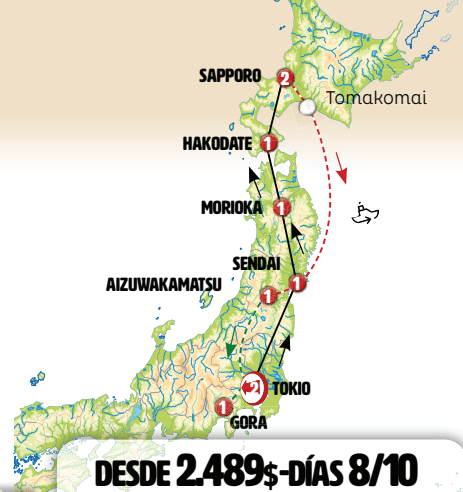 SAPPORO 2
Tomakomai
HAKODATE 1
MORIOKA 1
SENDAI 1
AIZUWAKAMATSU 1
2 TOKIO
1
GORA
DESDE 2.489$-DÍAS 8/10